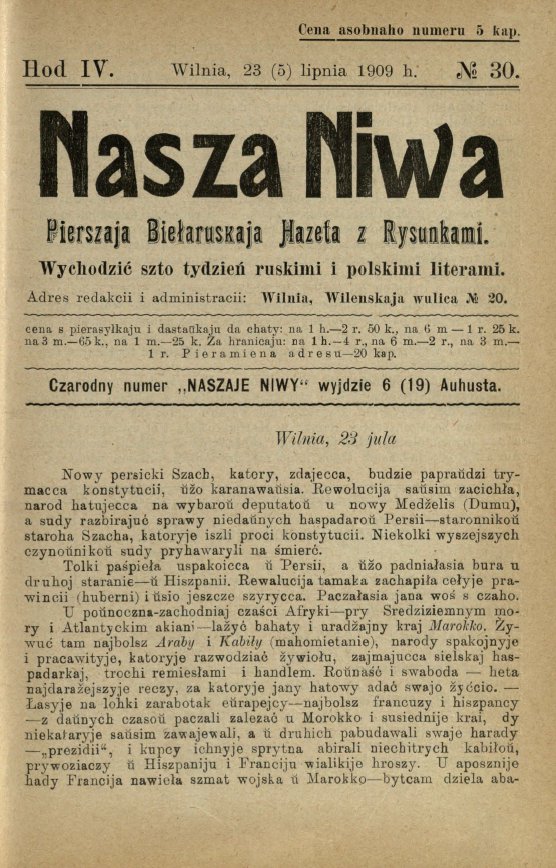 Cena asobnaho numeru 5 kap.
Hod IV. Wilnia, 23 (5) lipnia 1909 h. № 30.
Nasza Niwa
Pierszaja Biełaruskaja Hazeta z Rysunkami.
Wychodzić szto tydzień ruskimi i polskimi literami.
Adres redakcii i administracii: Wilnia, Wilenskaja wulica № 20.
cena s pierasyłkaju i dastaŭkaju da chaty: na 1 h.—2 r. 50 k., na 6 m — 1 r. 25 k.
na 3 m.—65 k., na 1 m.—25 k. Za hranicaju: na 1 h.—4 r., na 6 m.—2 r., na 3 m.—
1 r. Pieramiena adresu—20 kap.
Czarodny numer „NASZAJE NIWY“ wyjdzie 6 (19) Auhusta.
Wilnia, 23 jula
Nowy persicki Szach, katory, zdajecca, budzie papraŭdzi try-
macca konstytucii, ŭžo karanawaŭsia. Rewolucija saŭsim zacichła,
narod hatujecca na wybaroŭ deputatoŭ u nowy Medželis (Dumu),
a sudy razbirajuć sprawy niedaŭnych haspadaroŭ Persii—staronnikoŭ
staroha Szacha, katoryje iszli proci konstytucii. Niekolki wyszejszych
czynoŭnikoŭ sudy pryhawaryli na śmierć.
Tolki paśpieła uspakoicca ŭ Persii, a ŭžo padniałasia bura u
druhoj staranie—ŭ Hiszpanii. Rewalucija tamaka zachapiła cełyje pra-
wincii (huberni) i ŭsio jeszcze szyrycca. Paczałasia jana woś s czaho.
U poŭnoczna-zachodniaj czaści Afryki—pry Sredziziemnym mo-
ry i Atlantyckim akiani—lažyć bahaty i uradžajny kraj Marokko. Ży-
wuć tam najbolsz Araby i Kabiły (mahomietanie), narody spakojnyje
i pracawityje, katoryje razwodziać żywiołu, zajmajucca sielskaj has-
padarkaj, trochi remiesłami i handlem. Roŭnaść i swaboda — heta
najdaražejszyje reczy, za katoryje jany hatowy adać swajo žyćcio. —
Łasyje na lohki zarabotak eŭrapejcy—najbolsz francuzy i hiszpancy
—z daŭnych czasoŭ paczali zalezać u Morokko i susiednije krai, dy
niekataryje saŭsim zawajewali, a ŭ druhich pabudawali swaje harady
—„prezidii“, i kupcy ichnyje sprytna abirali niechitrych kabiłoŭ,
prywoziaczy ŭ Hiszpaniju i Franciju wialikije hroszy. U aposznije
hady Francija nawieła szmat wojska ŭ Marokko—bytcam dziela aba-